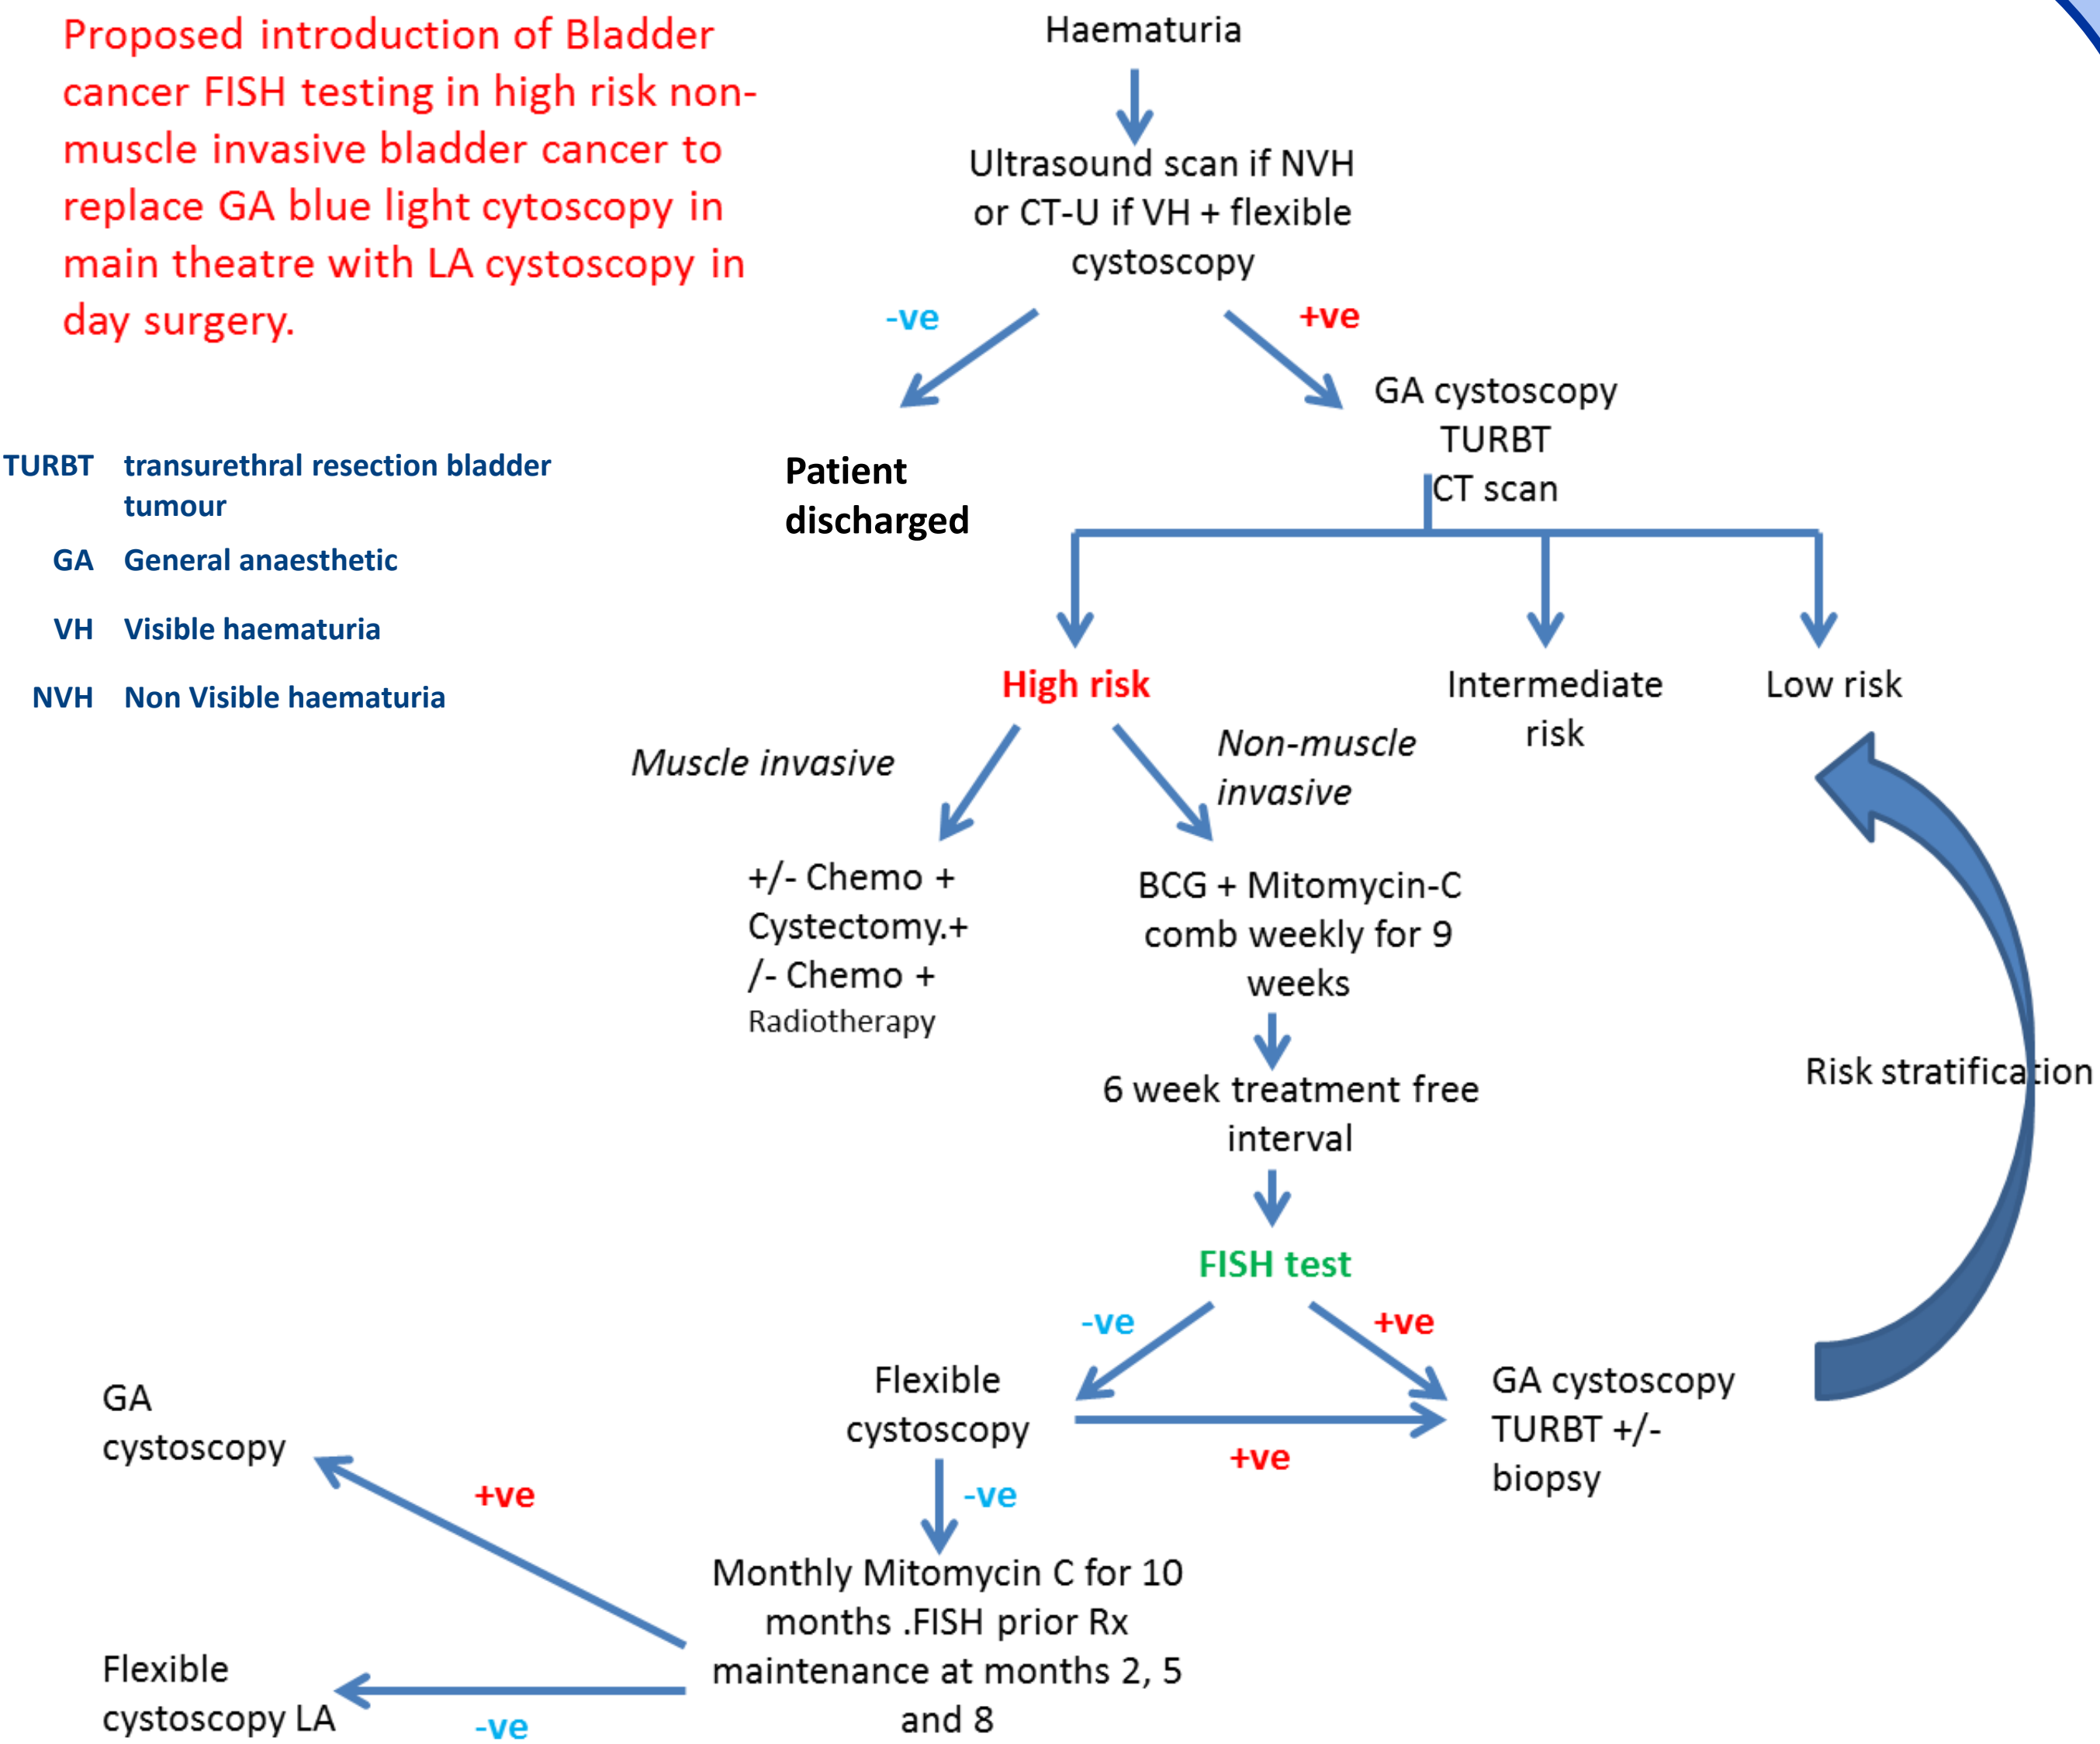 Proposed introduction of Bladder
cancer FISH testing in high risk non-
muscle invasive bladder cancer to
replace GA blue light cytoscopy in
main theatre with LA cystoscopy in
day surgery.
TURBT transurethral resection bladder
tumour
GA General anaesthetic
VH Visible haematuria
NVH Non Visible haematuria
Haematuria
Ultrasound scan if NVH
or CT-U if VH + flexible
cystoscopy
-ve
+ve
Patient
discharged
GA cystoscopy
TURBT
CT scan
High risk
Intermediate
risk
Low risk
Muscle invasive
Non-muscle
invasive
+/- Chemo +
Cystectomy.+
/- Chemo +
Radiotherapy
BCG + Mitomycin-C
comb weekly for 9
weeks
6 week treatment free
interval
Risk stratification
FISH test
-ve
+ve
Flexible
cystoscopy
+ve
GA cystoscopy
TURBT +/-
biopsy
-ve
Monthly Mitomycin C for 10
months .FISH prior Rx
maintenance at months 2, 5
and 8
GA
cystoscopy
+ve
Flexible
cystoscopy LA
-ve